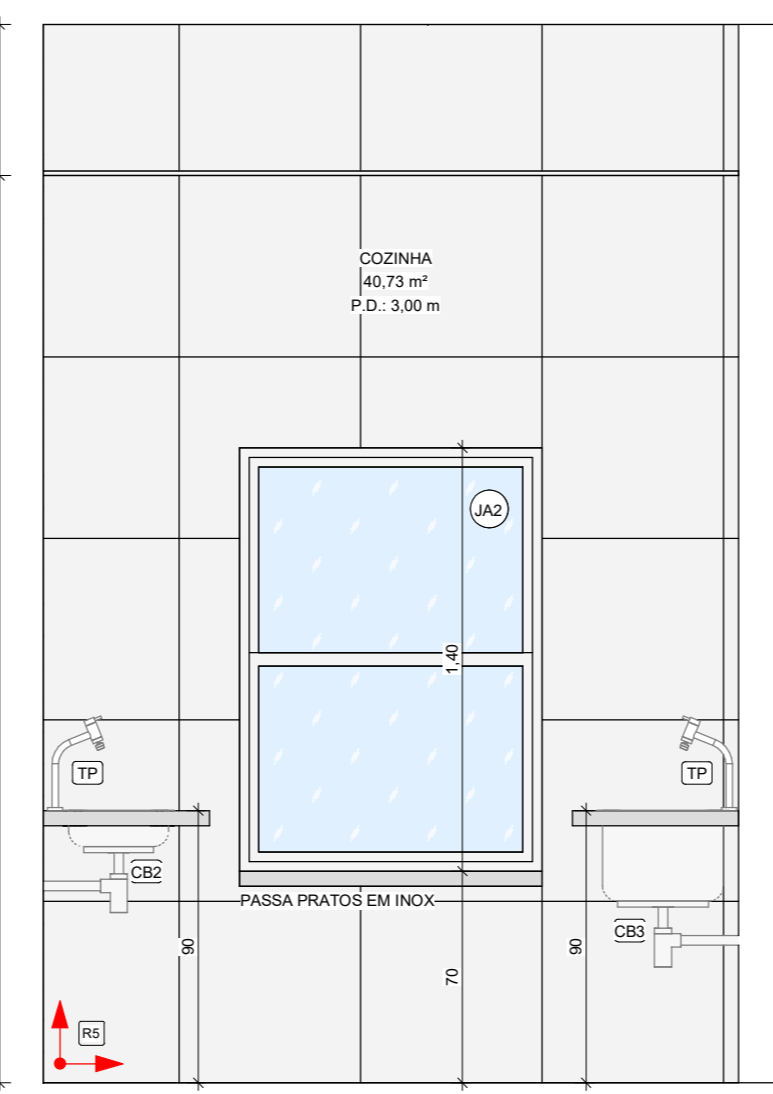 COZINHA
40,73 m²
P.D.: 3,00 m
JA2
1,40
TP
TP
CB2
PASSA PRATOS EM INOX
CB3
90
90
70
R5